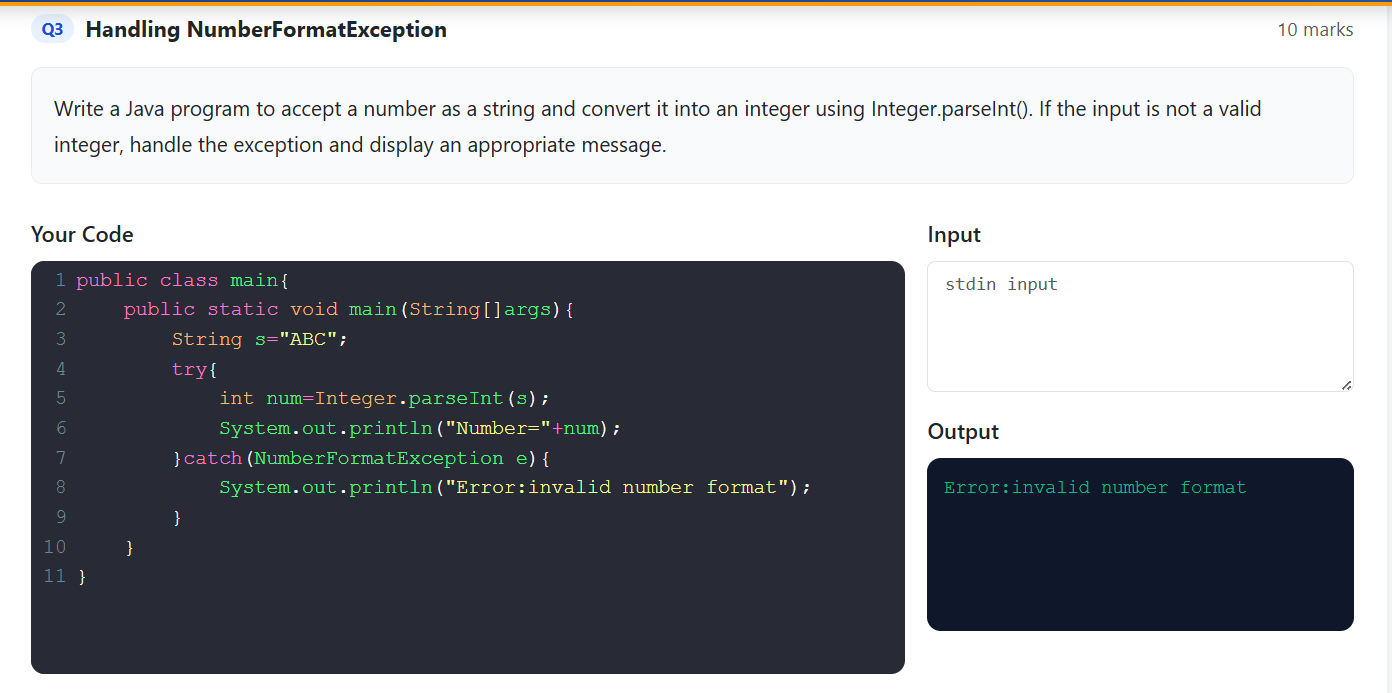 Q3 Handling NumberFormatException 10 marks
Write a Java program to accept a number as a string and convert it into an integer using Integer.parseInt(). If the input is not a valid
integer, handle the exception and display an appropriate message.
Your Code
1 public class main{
2     public static void main(String[]args){
3         String s="ABC";
4         try{
5             int num=Integer.parseInt(s);
6             System.out.println("Number="+num);
7         }catch(NumberFormatException e){
8             System.out.println("Error:invalid number format");
9         }
10     }
11 }
Input
stdin input
Output
Error:invalid number format